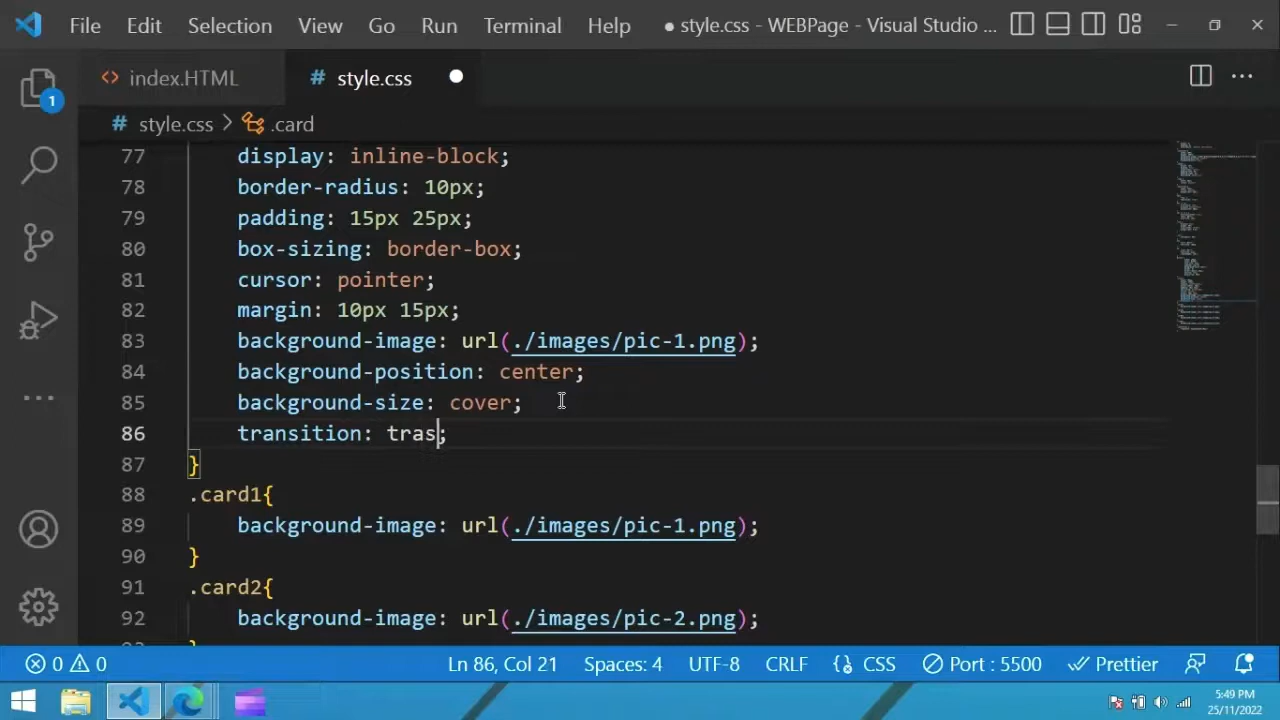 File Edit Selection View Go Run Terminal Help ● style.css - WEBPage - Visual Studio ...
<> index.HTML # style.css
1
# style.css > .card
77 display: inline-block;
78 border-radius: 10px;
79 padding: 15px 25px;
80 box-sizing: border-box;
81 cursor: pointer;
82 margin: 10px 15px;
83 background-image: url(./images/pic-1.png);
84 background-position: center;
85 background-size: cover;
86 transition: tras;
87 }
88 .card1{
89 background-image: url(./images/pic-1.png);
90 }
91 .card2{
92 background-image: url(./images/pic-2.png);
0 0 Ln 86, Col 21 Spaces: 4 UTF-8 CRLF CSS Port : 5500 Prettier
5:49 PM
25/11/2022